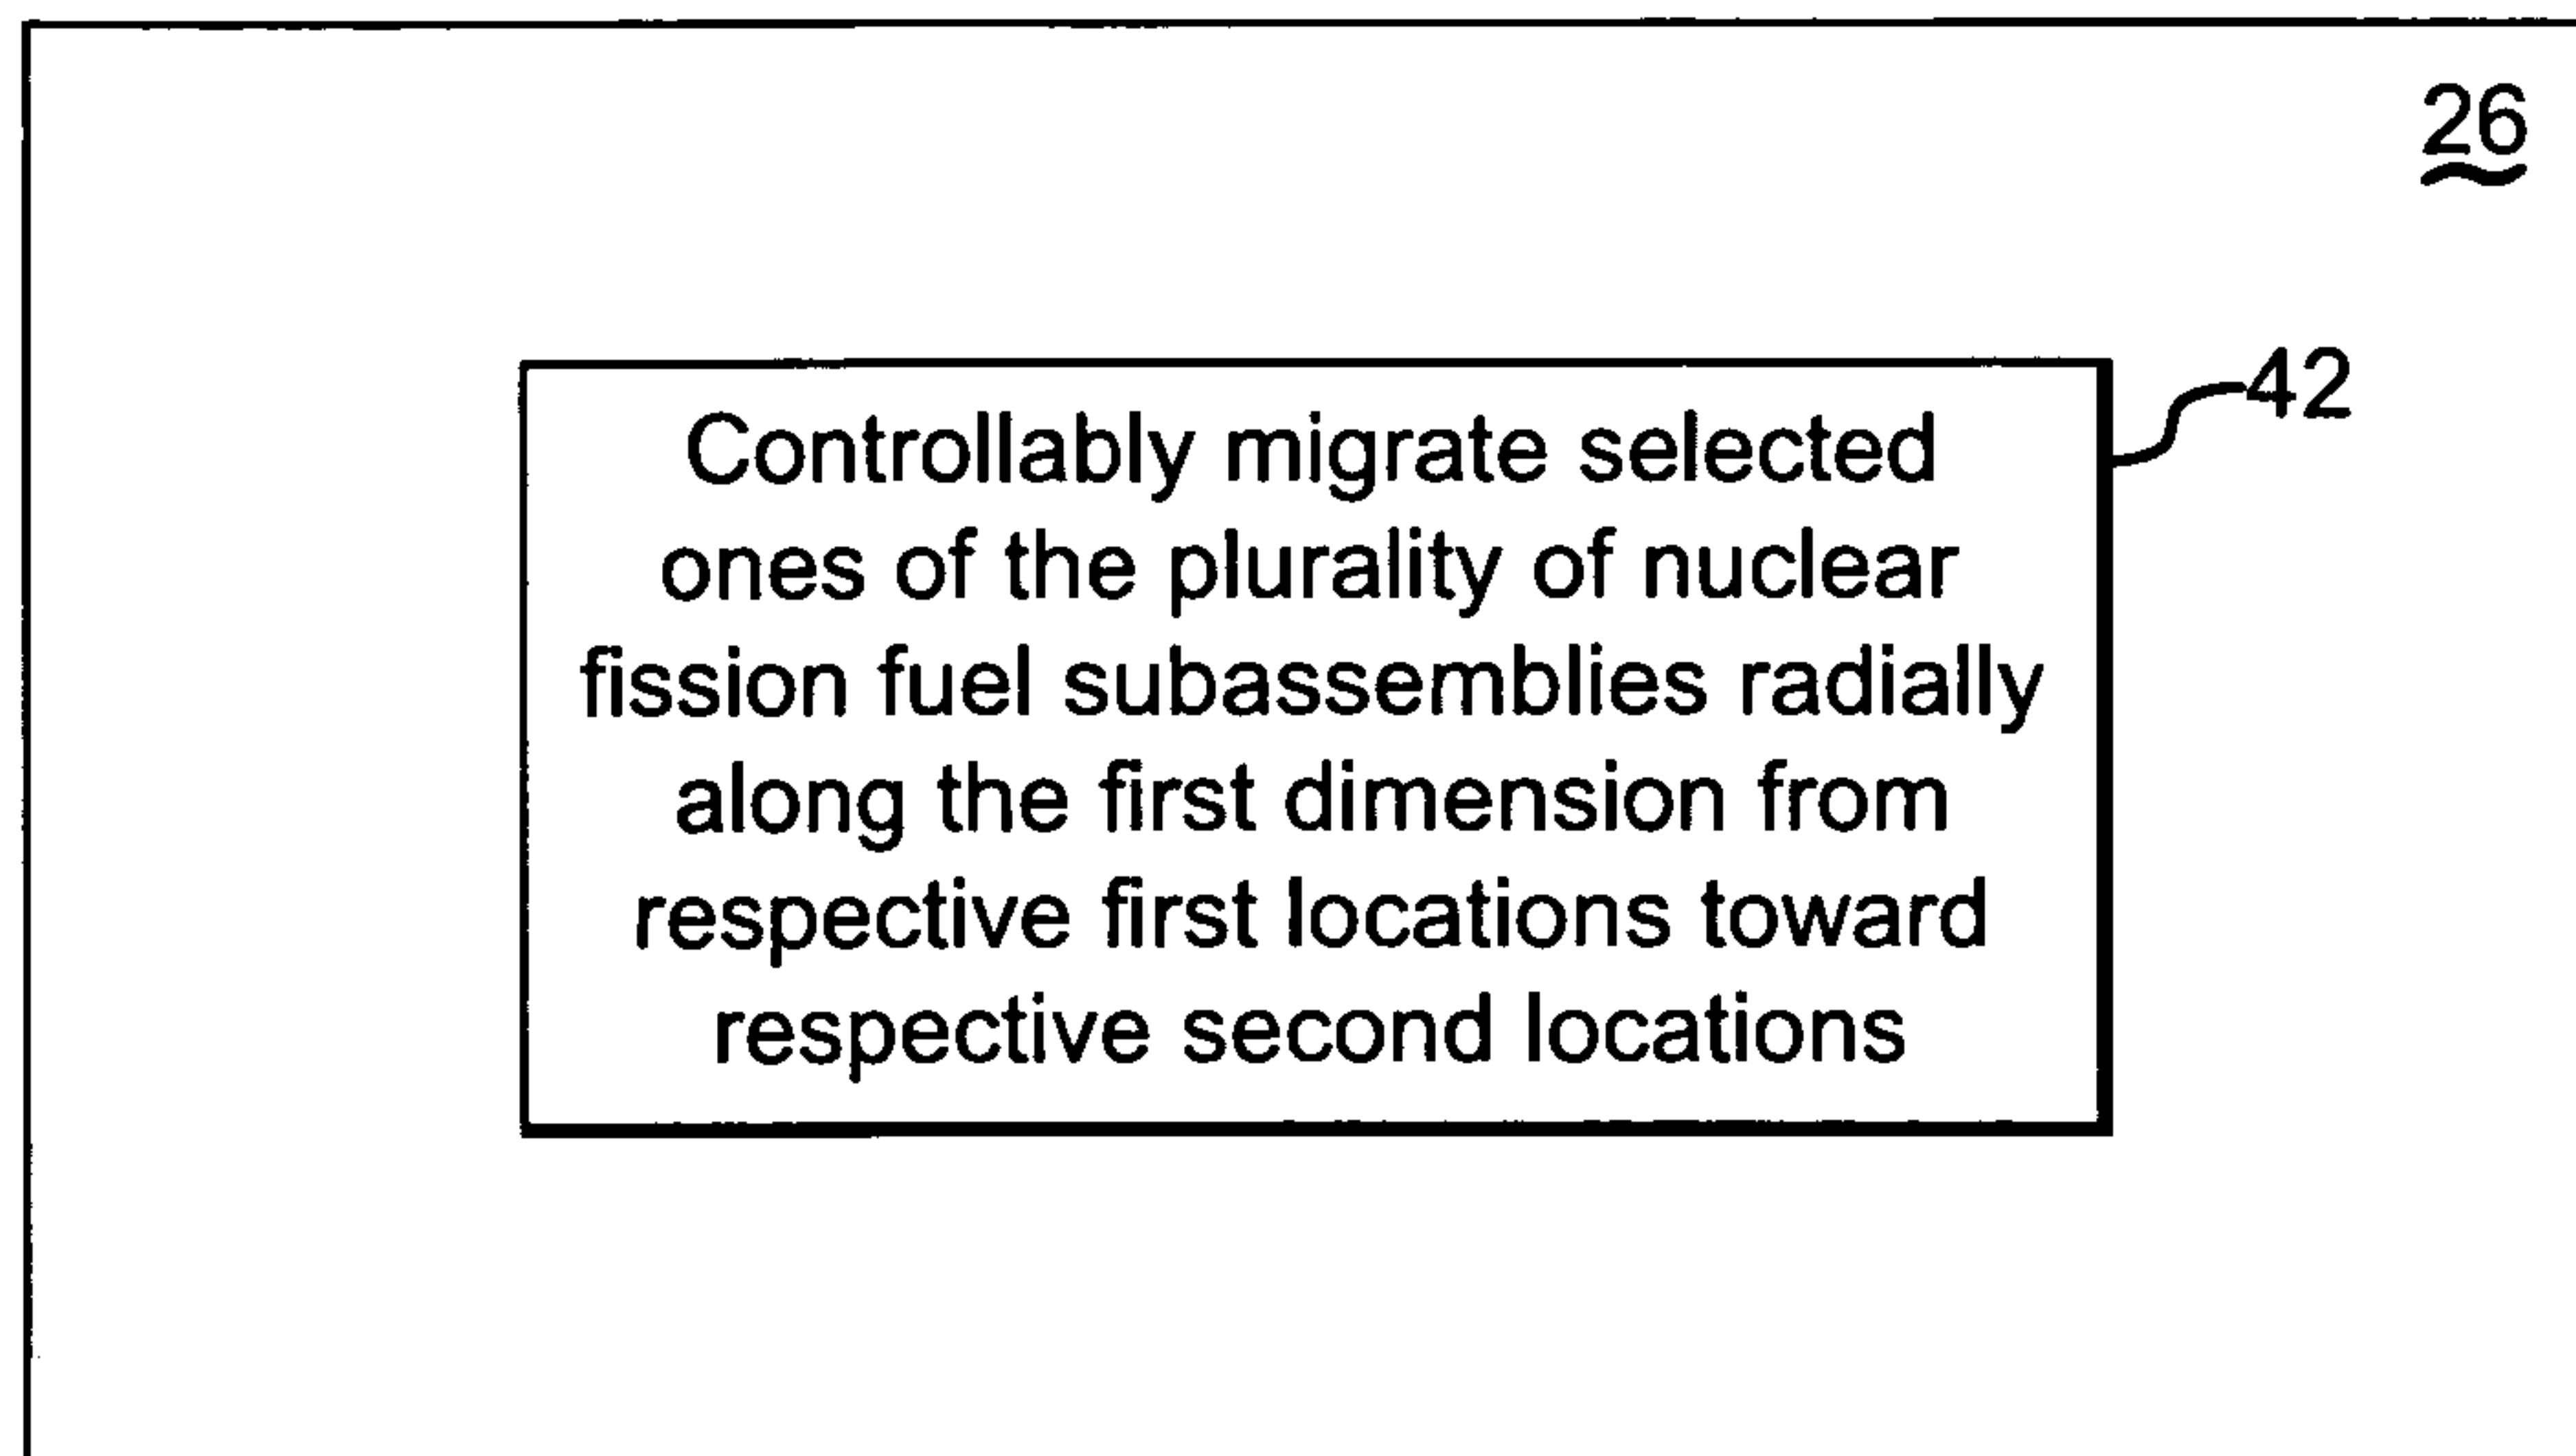 26
42
Controllably migrate selected
ones of the plurality of nuclear
fission fuel subassemblies radially
along the first dimension from
respective first locations toward
respective second locations